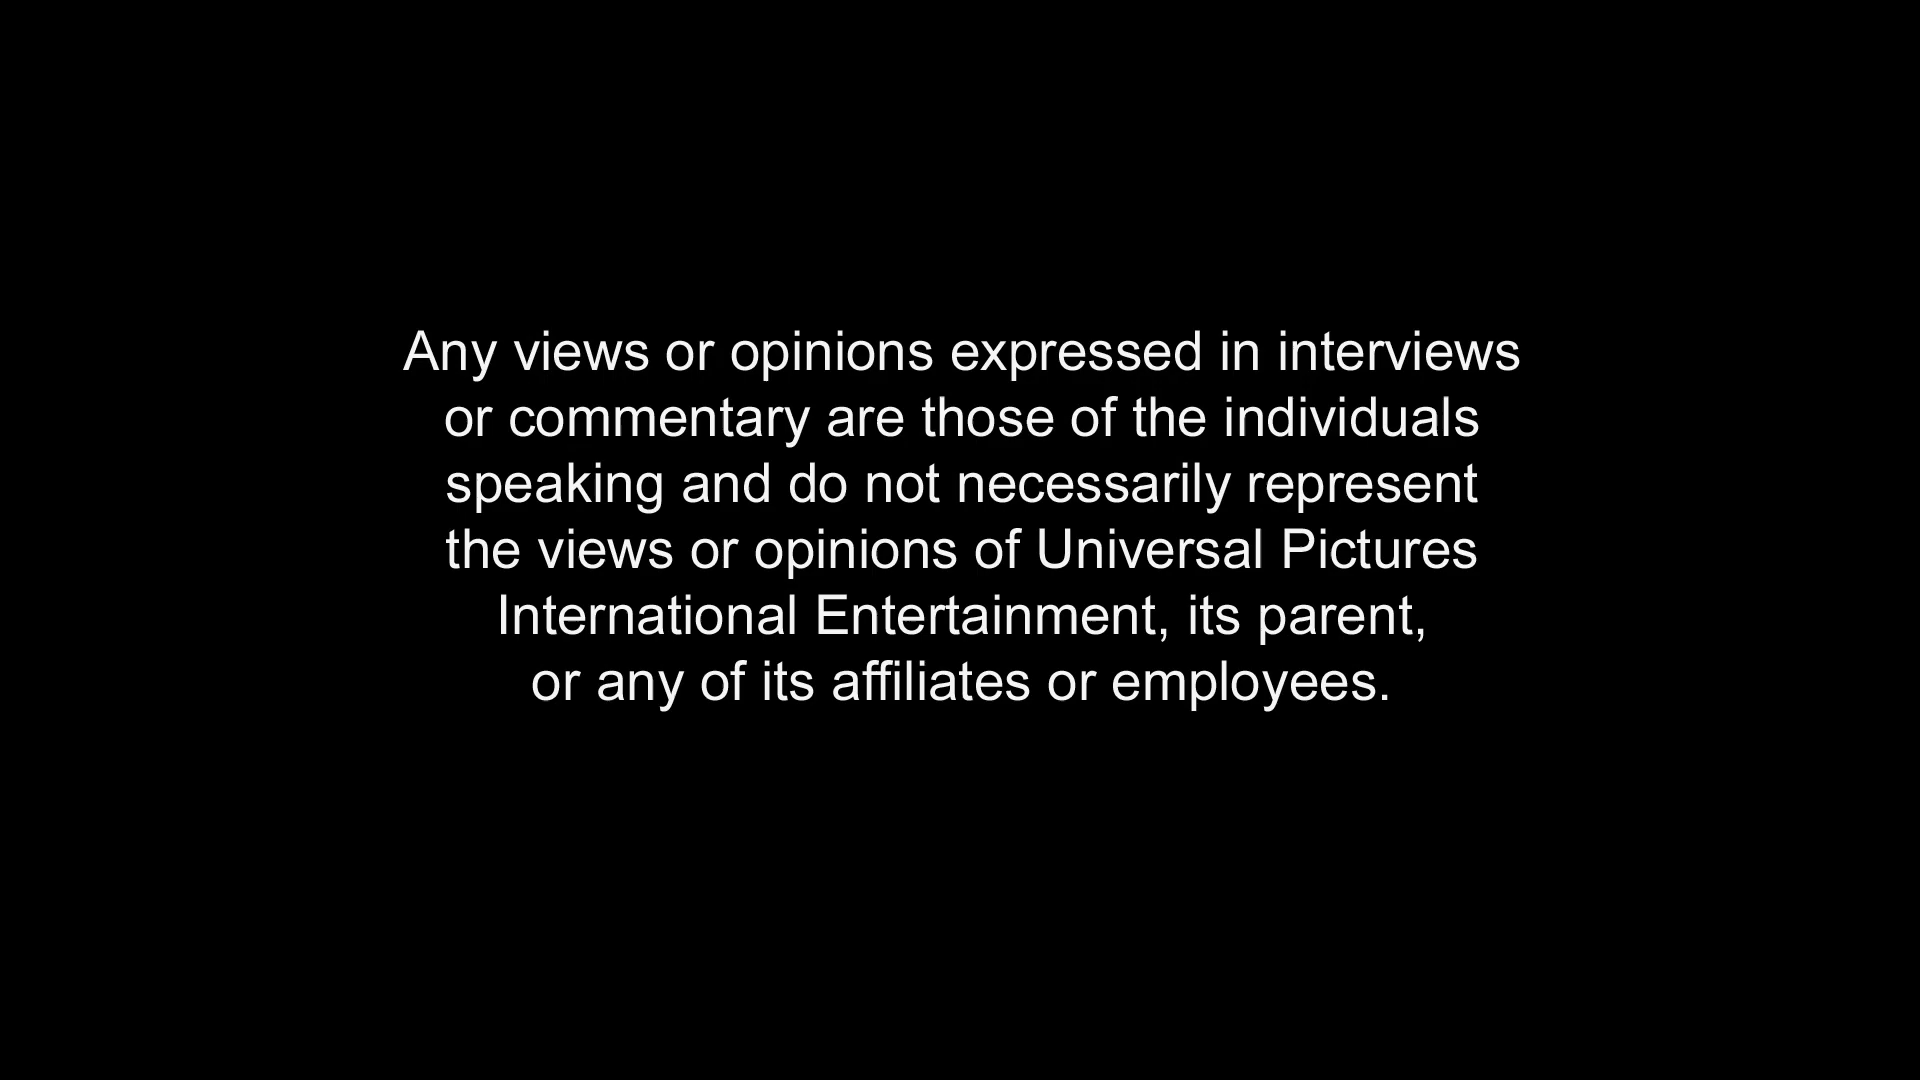 Any views or opinions expressed in interviews
or commentary are those of the individuals
speaking and do not necessarily represent
the views or opinions of Universal Pictures
International Entertainment, its parent,
or any of its affiliates or employees.